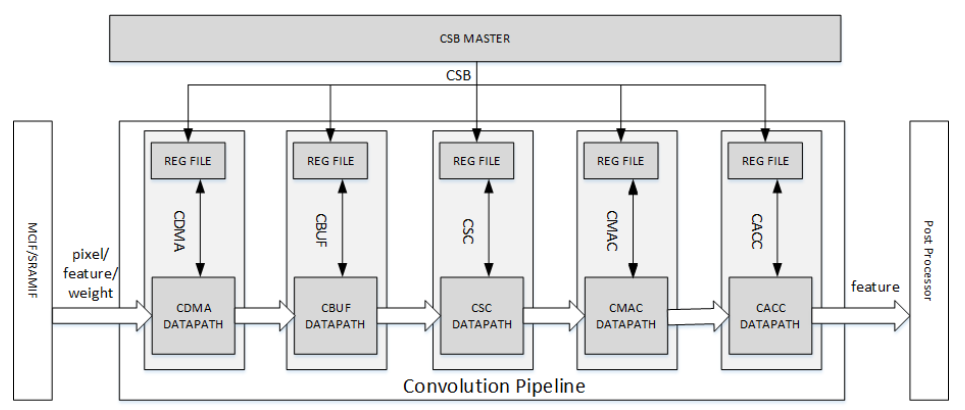 CSB MASTER
CSB
REG FILE
REG FILE
REG FILE
REG FILE
REG FILE
MCIF/SRAMIF
CDMA
CBUF
CSC
CMAC
CACC
Post Processor
pixel/
feature/
weight
CDMA
DATAPATH
CBUF
DATAPATH
CSC
DATAPATH
CMAC
DATAPATH
CACC
DATAPATH
feature
Convolution Pipeline